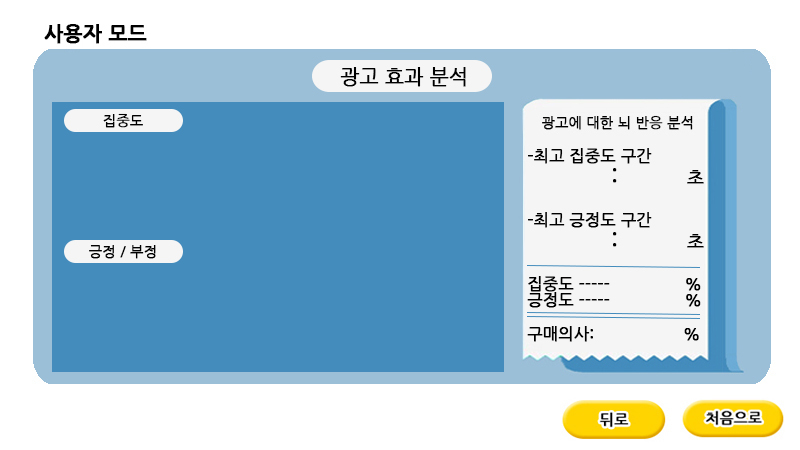 사용자 모드
광고 효과 분석
집중도
긍정 / 부정
광고에 대한 뇌 반응 분석
-최고 집중도 구간
: 초
-최고 긍정도 구간
: 초
집중도 ----- %
긍정도 ----- %
구매의사: %
뒤로
처음으로